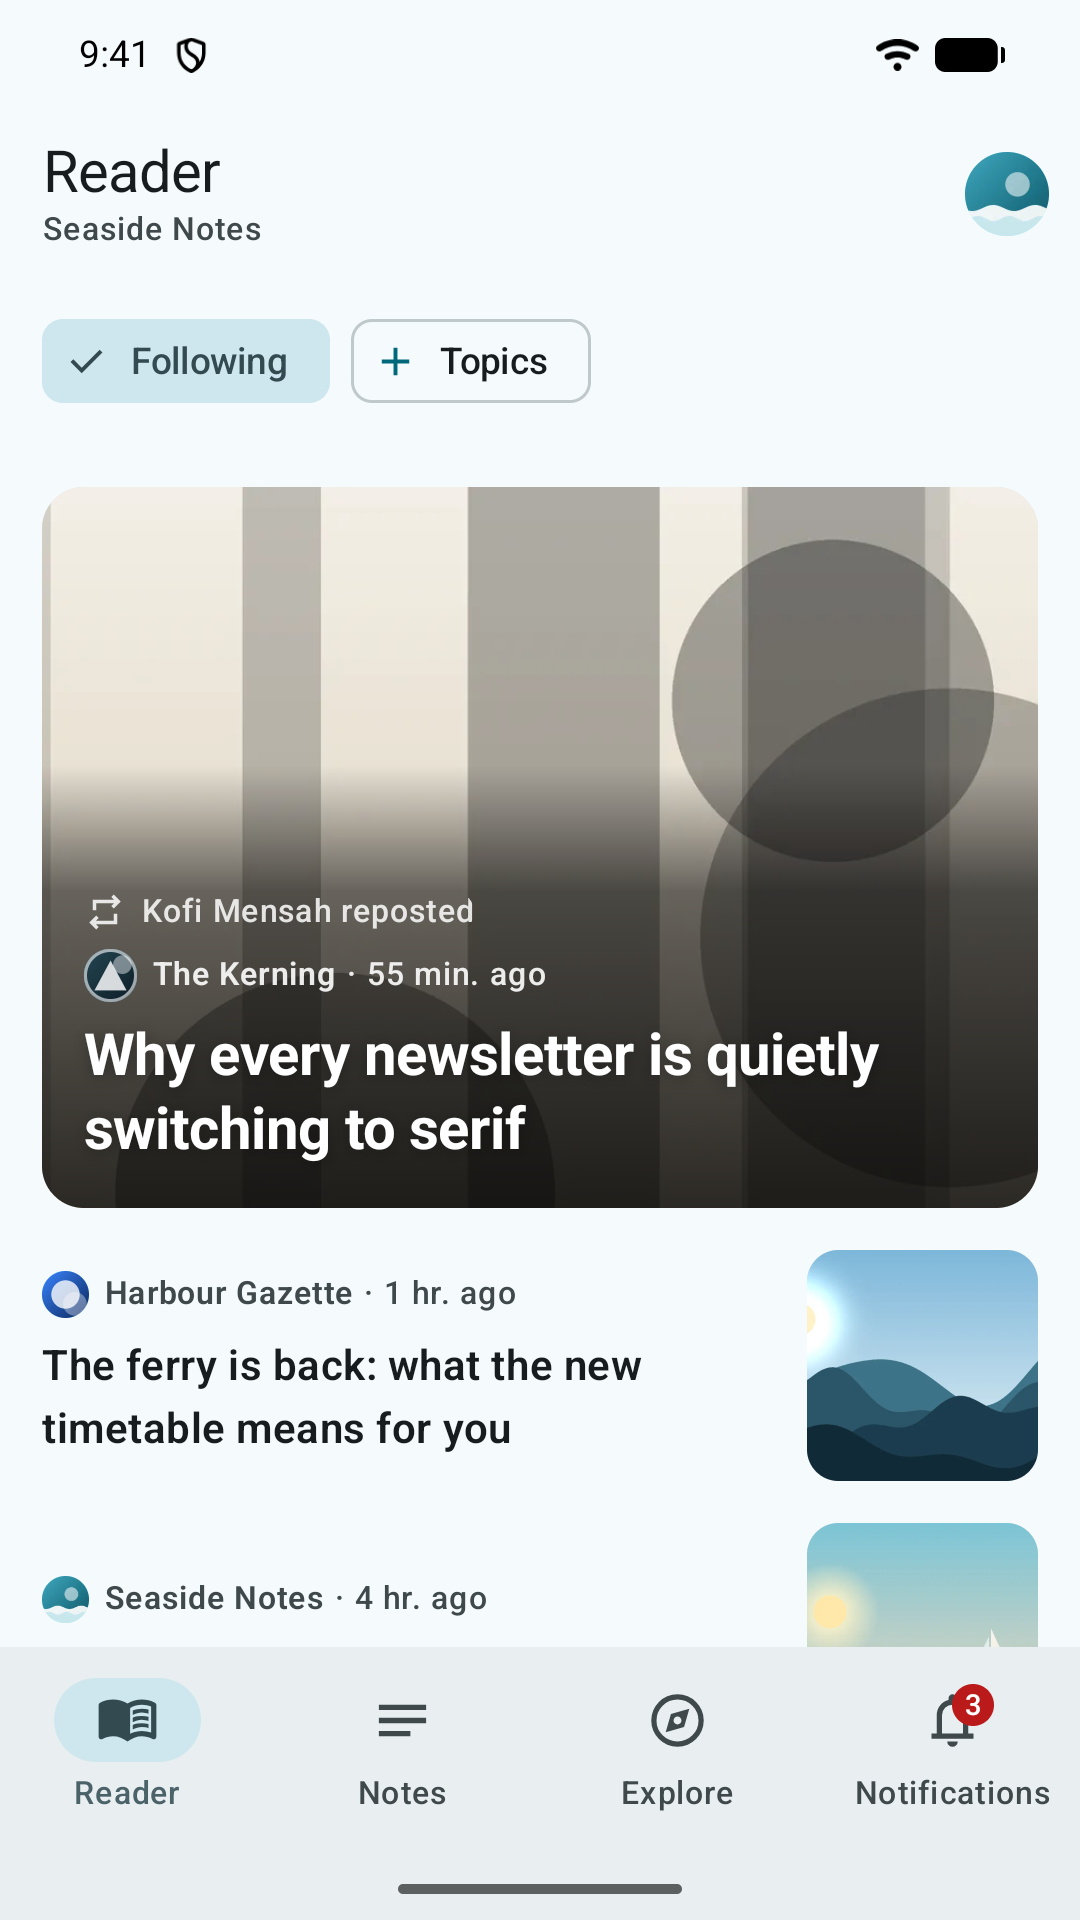 9:41
Reader
Seaside Notes
Following
Topics
Kofi Mensah reposted
The Kerning · 55 min. ago
Why every newsletter is quietly
switching to serif
Harbour Gazette · 1 hr. ago
The ferry is back: what the new
timetable means for you
Seaside Notes · 4 hr. ago
3
Reader
Notes
Explore
Notifications